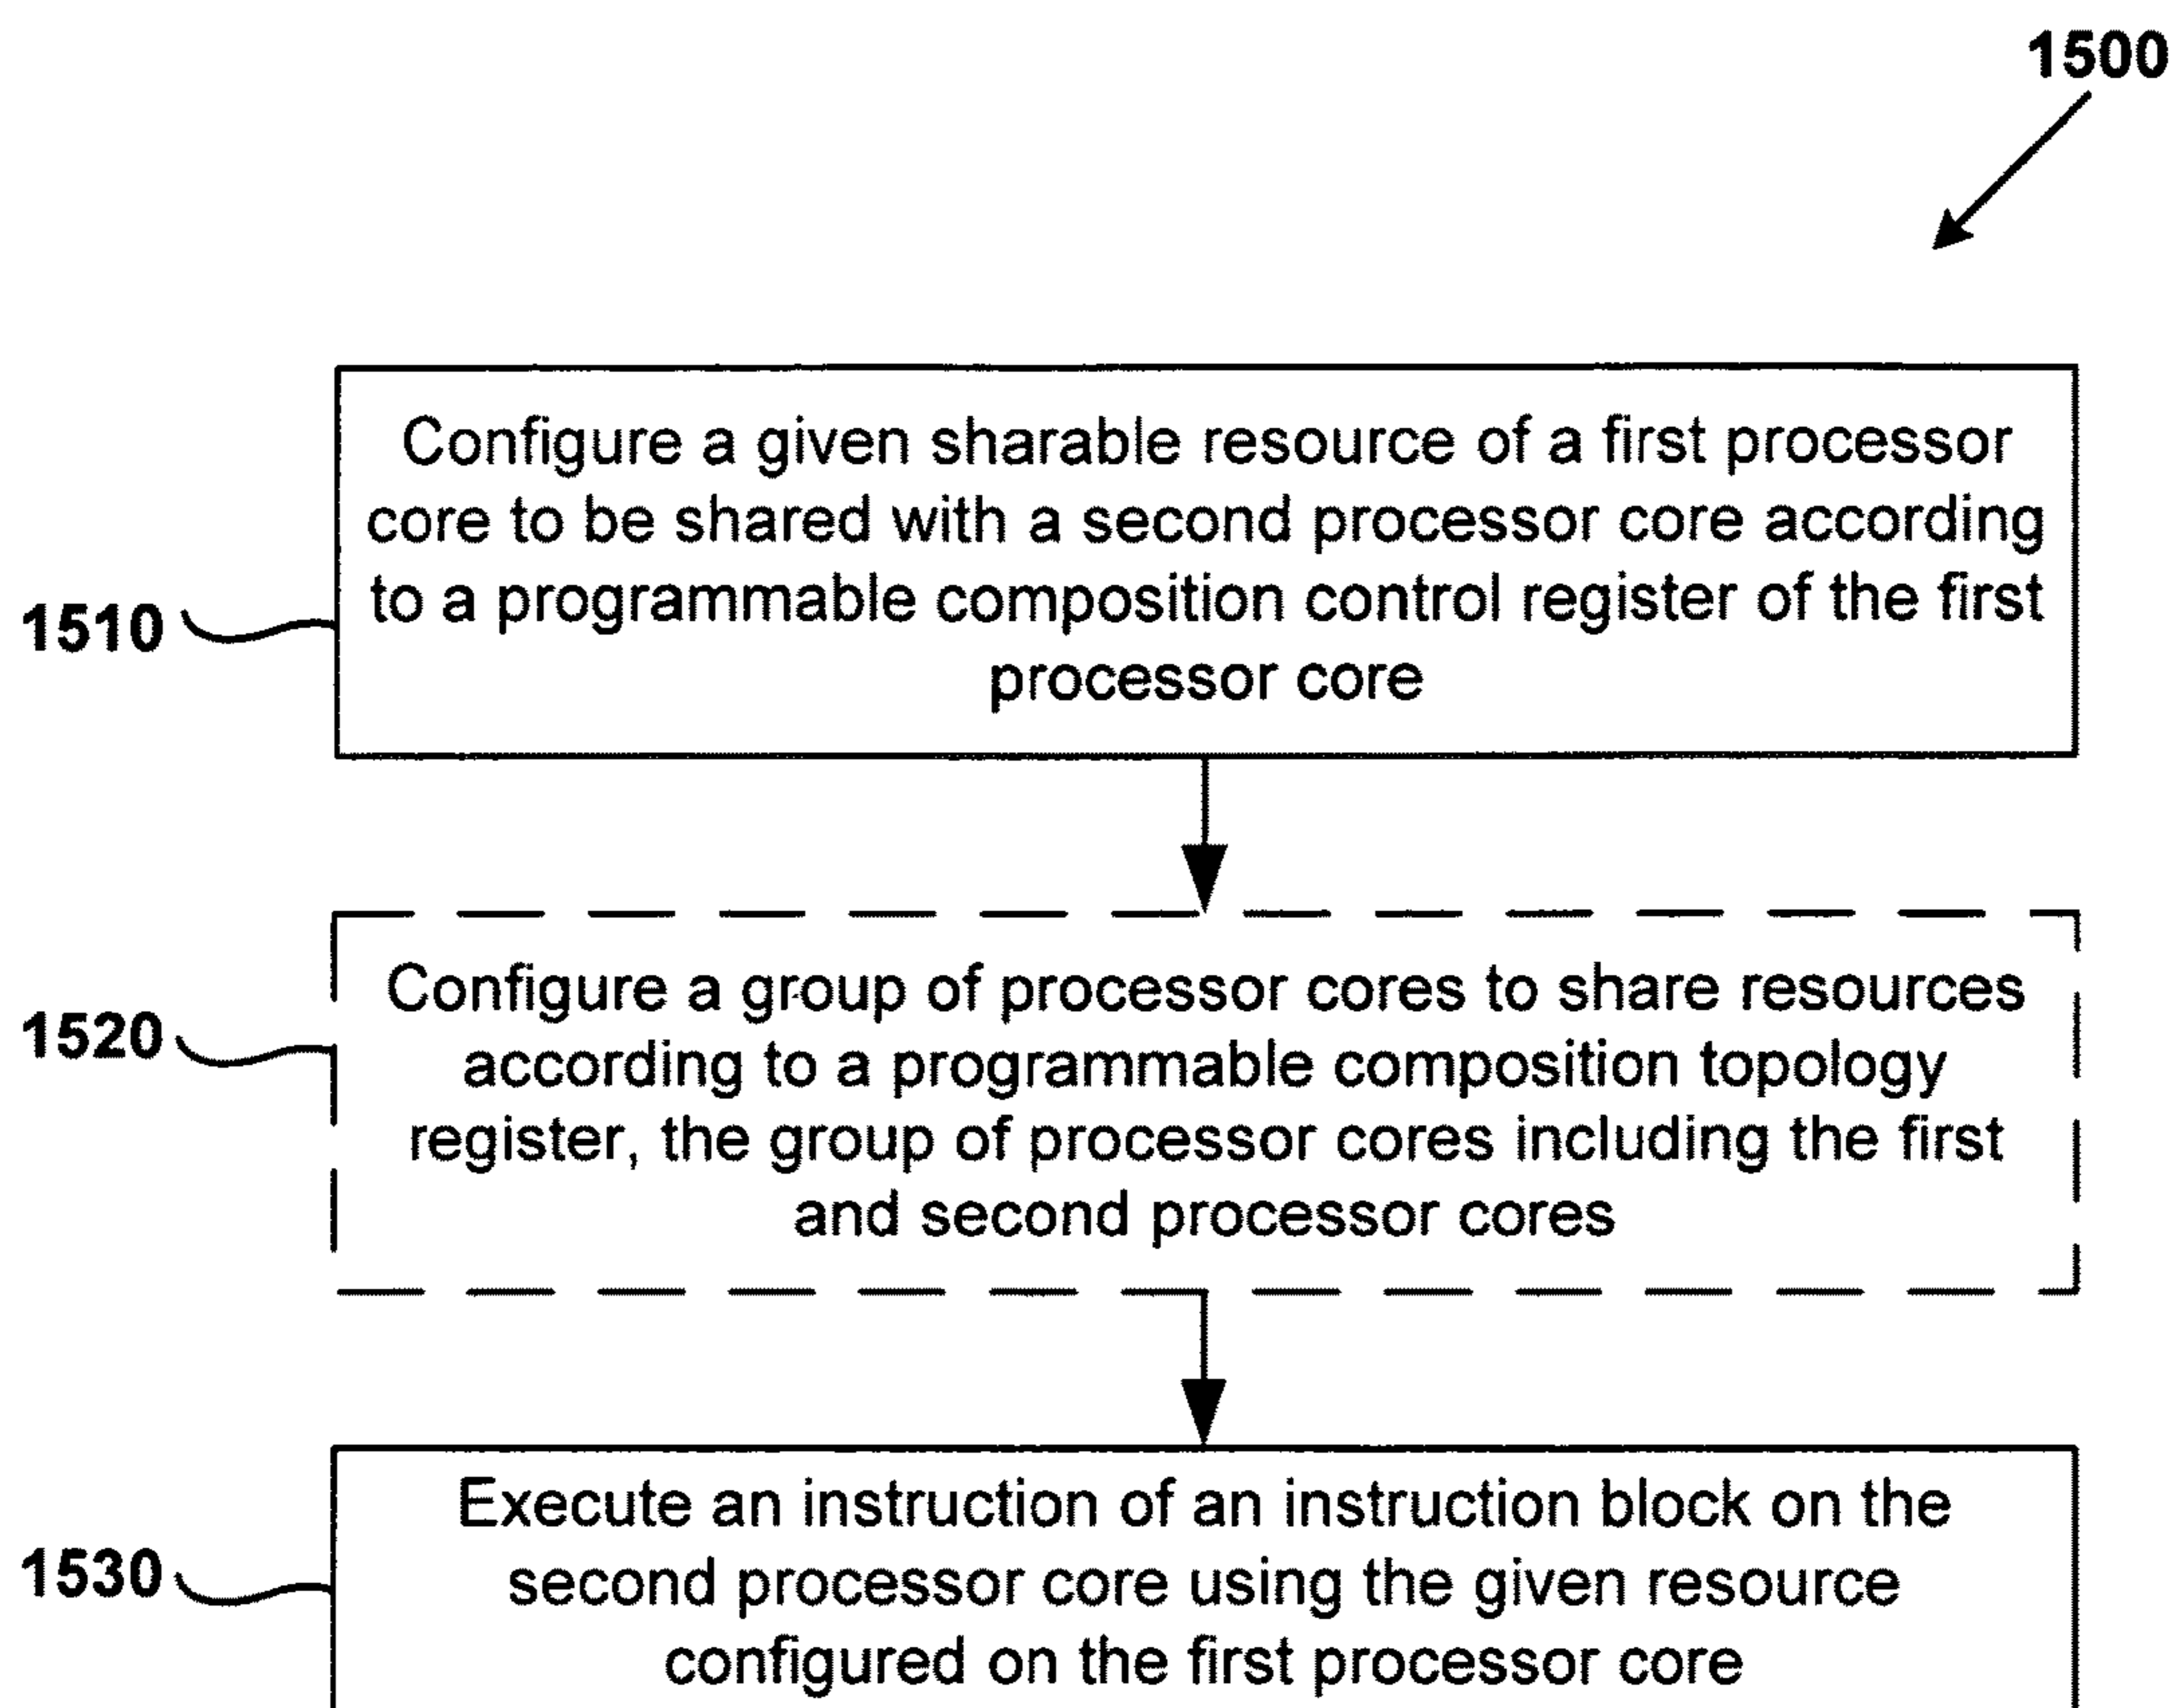 1500
Configure a given sharable resource of a first processor
core to be shared with a second processor core according
to a programmable composition control register of the first
processor core
1510
Configure a group of processor cores to share resources
according to a programmable composition topology
register, the group of processor cores including the first
and second processor cores
1520
Execute an instruction of an instruction block on the
second processor core using the given resource
configured on the first processor core
1530